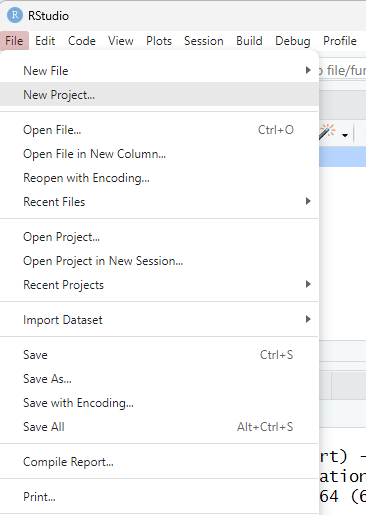 R RStudio
File Edit Code View Plots Session Build Debug Profile
New File
New Project...
Open File... Ctrl+O
Open File in New Column...
Reopen with Encoding...
Recent Files
Open Project...
Open Project in New Session...
Recent Projects
Import Dataset
Save Ctrl+S
Save As...
Save with Encoding...
Save All Alt+Ctrl+S
Compile Report...
Print...
file/fun
rt) -
ation
64 (6